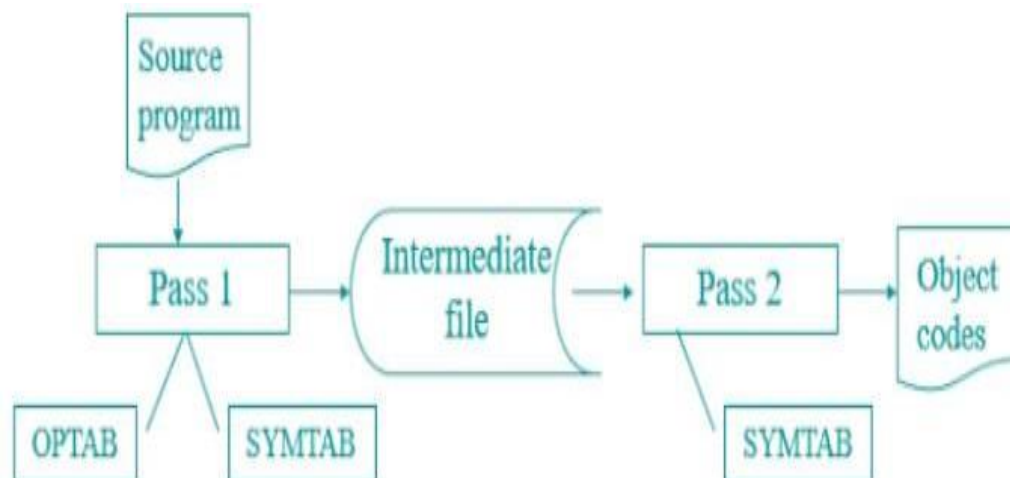 Source
program
Pass 1
Intermediate
file
Pass 2
Object
codes
OPTAB
SYMTAB
SYMTAB